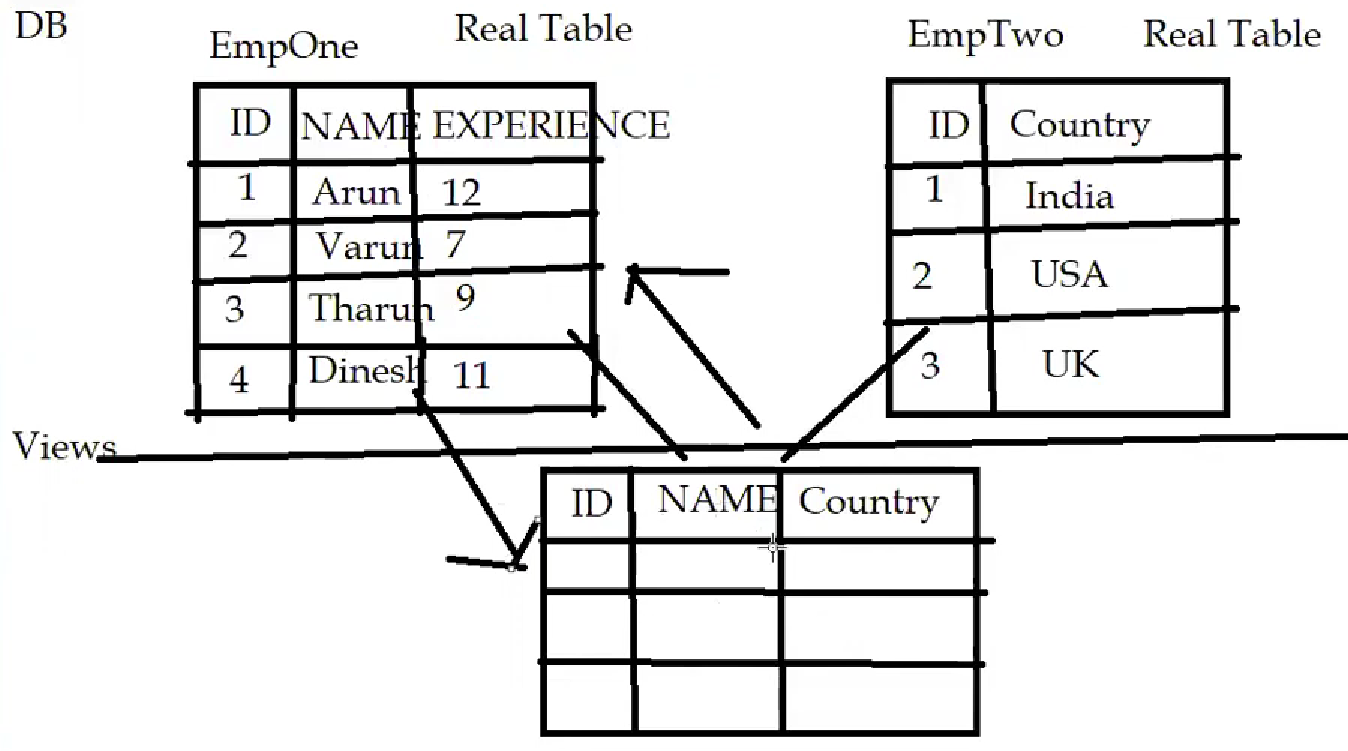 DB
EmpOne Real Table
EmpTwo Real Table
ID NAME EXPERIENCE
1 Arun 12
2 Varun 7
3 Tharun 9
4 Dinesh 11
ID Country
1 India
2 USA
3 UK
Views
ID NAME Country